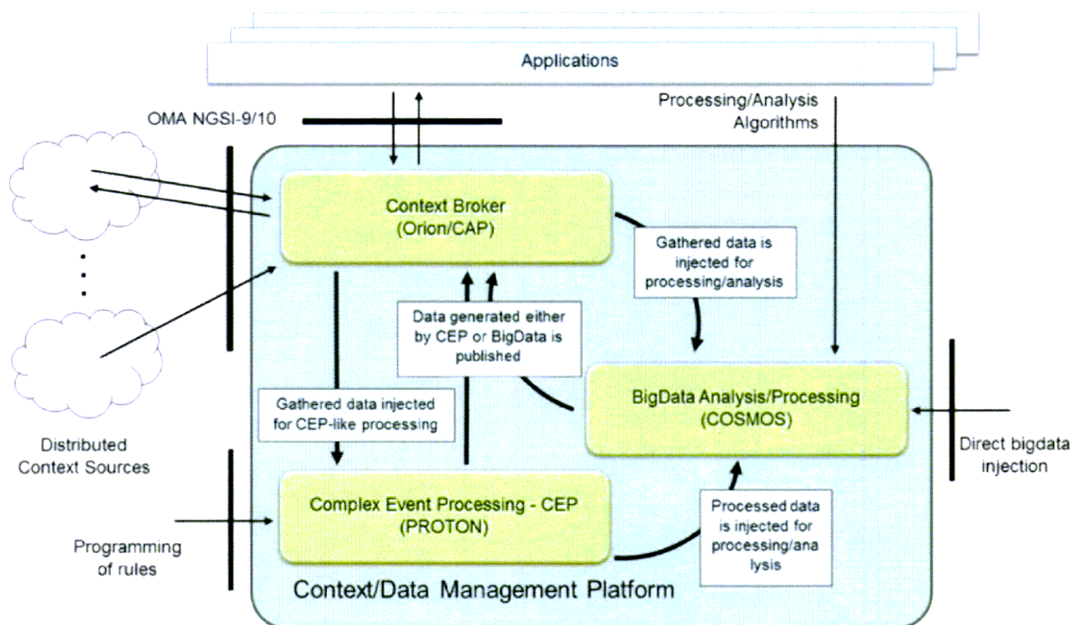 Applications
OMA NGSI-9/10
Processing/Analysis
Algorithms
Context Broker
(Orion/CAP)
Gathered data is
injected for
processing/analysis
Data generated either
by CEP or BigData is
published
BigData Analysis/Processing
(COSMOS)
Gathered data injected
for CEP-like processing
Distributed
Context Sources
Direct bigdata
injection
Complex Event Processing - CEP
(PROTON)
Processed data
is injected for
processing/ana
lysis
Programming
of rules
Context/Data Management Platform